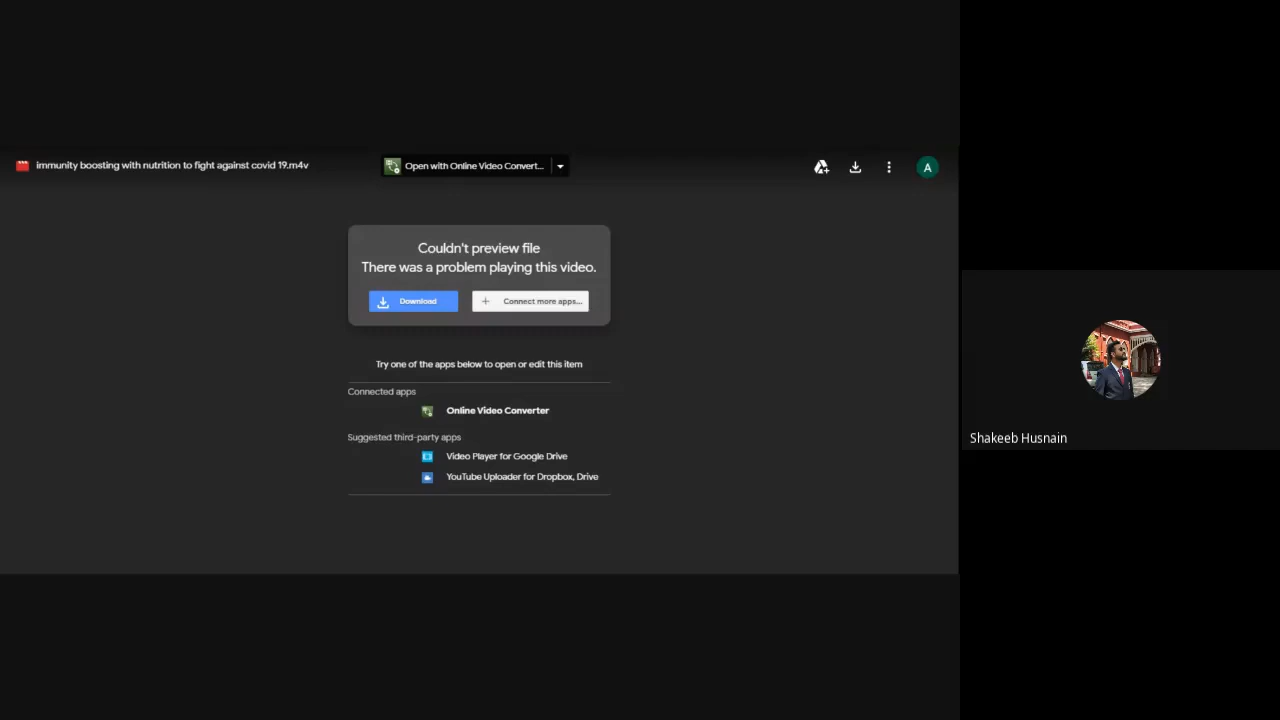 immunity boosting with nutrition to fight against covid 19.m4v
Open with Online Video Convert...
A
Couldn't preview file
There was a problem playing this video.
Download
+ Connect more apps...
Try one of the apps below to open or edit this item
Connected apps
Online Video Converter
Suggested third-party apps
Video Player for Google Drive
YouTube Uploader for Dropbox, Drive
Shakeeb Husnain